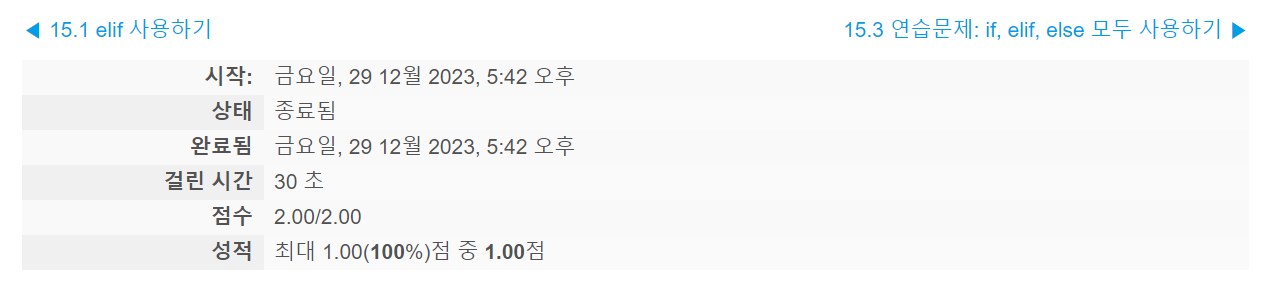 ◀ 15.1 elif 사용하기
15.3 연습문제: if, elif, else 모두 사용하기 ▶
시작: 금요일, 29 12월 2023, 5:42 오후
상태 종료됨
완료됨 금요일, 29 12월 2023, 5:42 오후
걸린 시간 30 초
점수 2.00/2.00
성적 최대 1.00(100%)점 중 1.00점